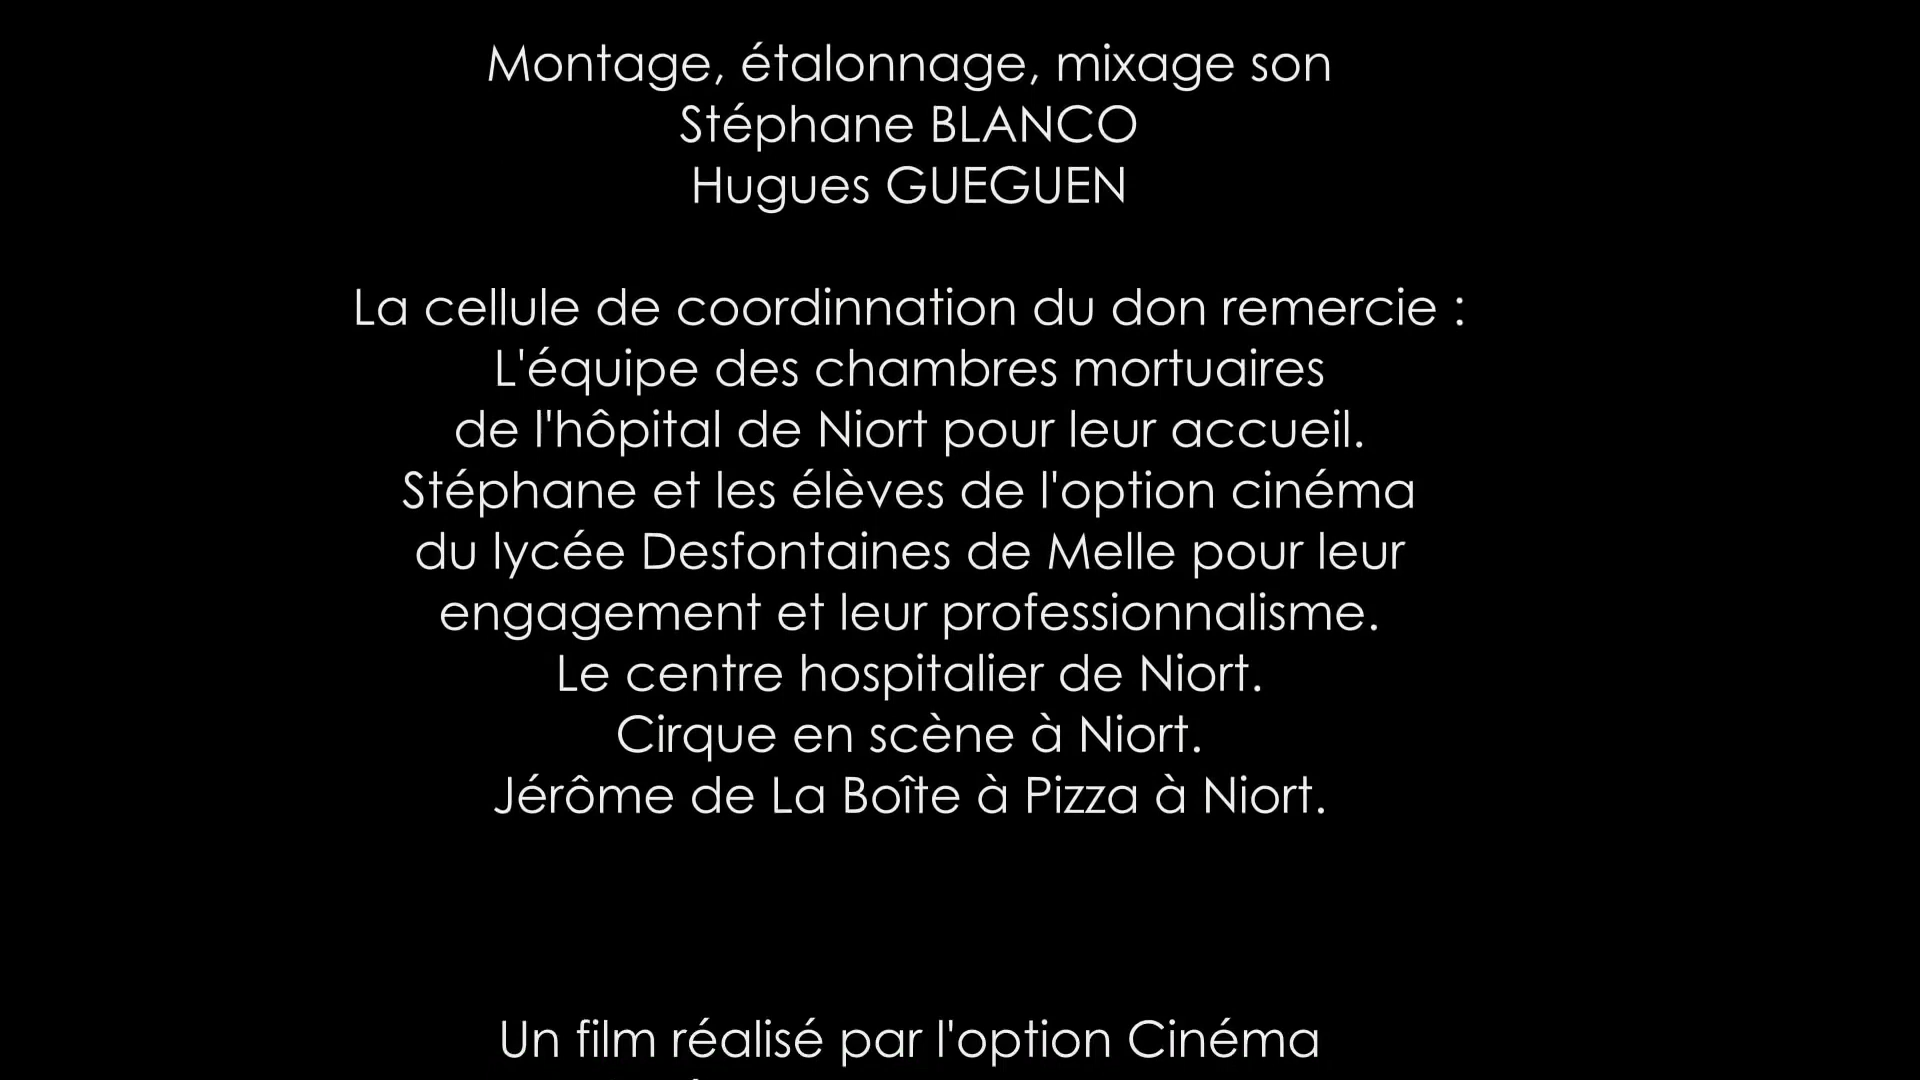 Montage, étalonnage, mixage son
Stéphane BLANCO
Hugues GUEGUEN
La cellule de coordinnation du don remercie :
L'équipe des chambres mortuaires
de l'hôpital de Niort pour leur accueil.
Stéphane et les élèves de l'option cinéma
du lycée Desfontaines de Melle pour leur
engagement et leur professionnalisme.
Le centre hospitalier de Niort.
Cirque en scène à Niort.
Jérôme de La Boîte à Pizza à Niort.
Un film réalisé par l'option Cinéma